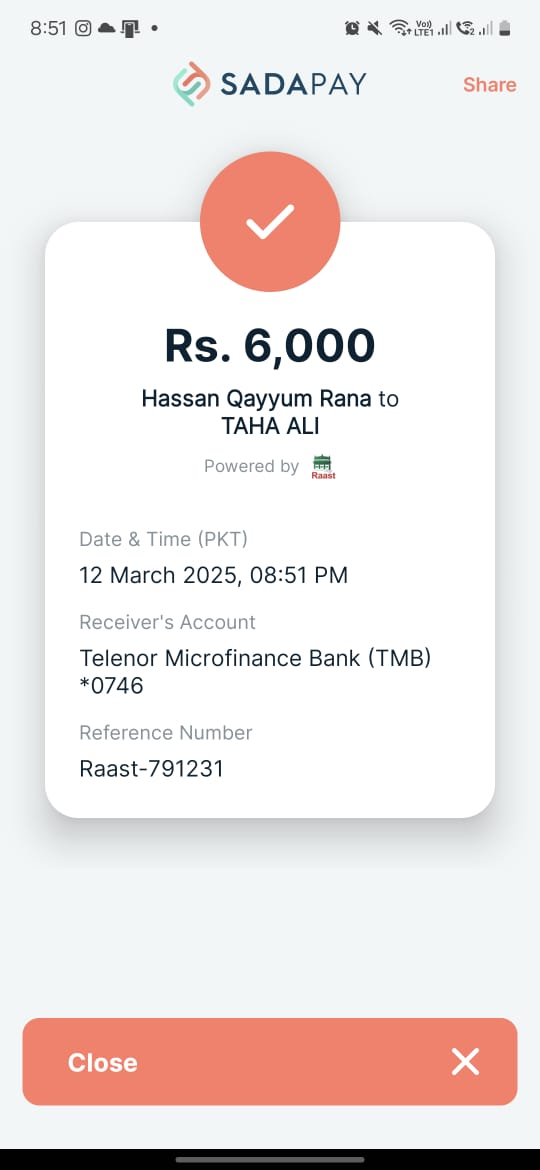 8:51
Vo)) LTE1 2
SADAPAY
Share
Rs. 6,000
Hassan Qayyum Rana to
TAHA ALI
Powered by Raast
Date & Time (PKT)
12 March 2025, 08:51 PM
Receiver's Account
Telenor Microfinance Bank (TMB)
*0746
Reference Number
Raast-791231
Close